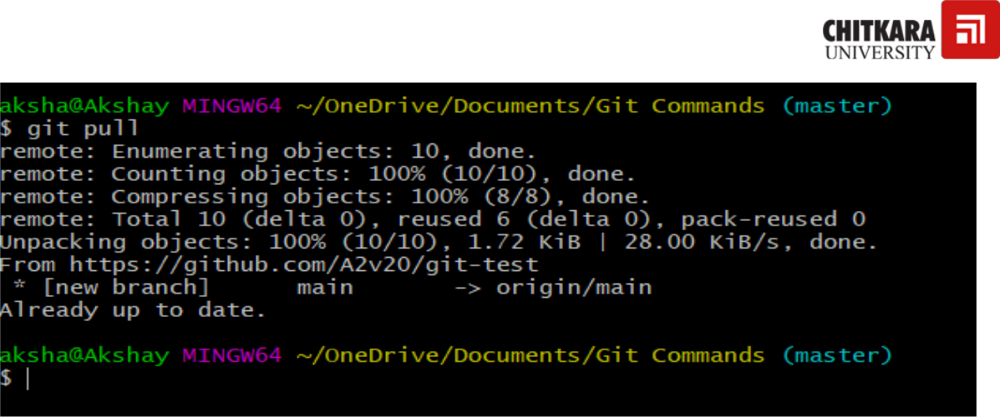 CHITKARA
UNIVERSITY
aksha@Akshay MINGW64 ~/OneDrive/Documents/Git Commands (master)
$ git pull
remote: Enumerating objects: 10, done.
remote: Counting objects: 100% (10/10), done.
remote: Compressing objects: 100% (8/8), done.
remote: Total 10 (delta 0), reused 6 (delta 0), pack-reused 0
Unpacking objects: 100% (10/10), 1.72 KiB | 28.00 KiB/s, done.
From https://github.com/A2v20/git-test
 * [new branch]      main       -> origin/main
Already up to date.
aksha@Akshay MINGW64 ~/OneDrive/Documents/Git Commands (master)
$